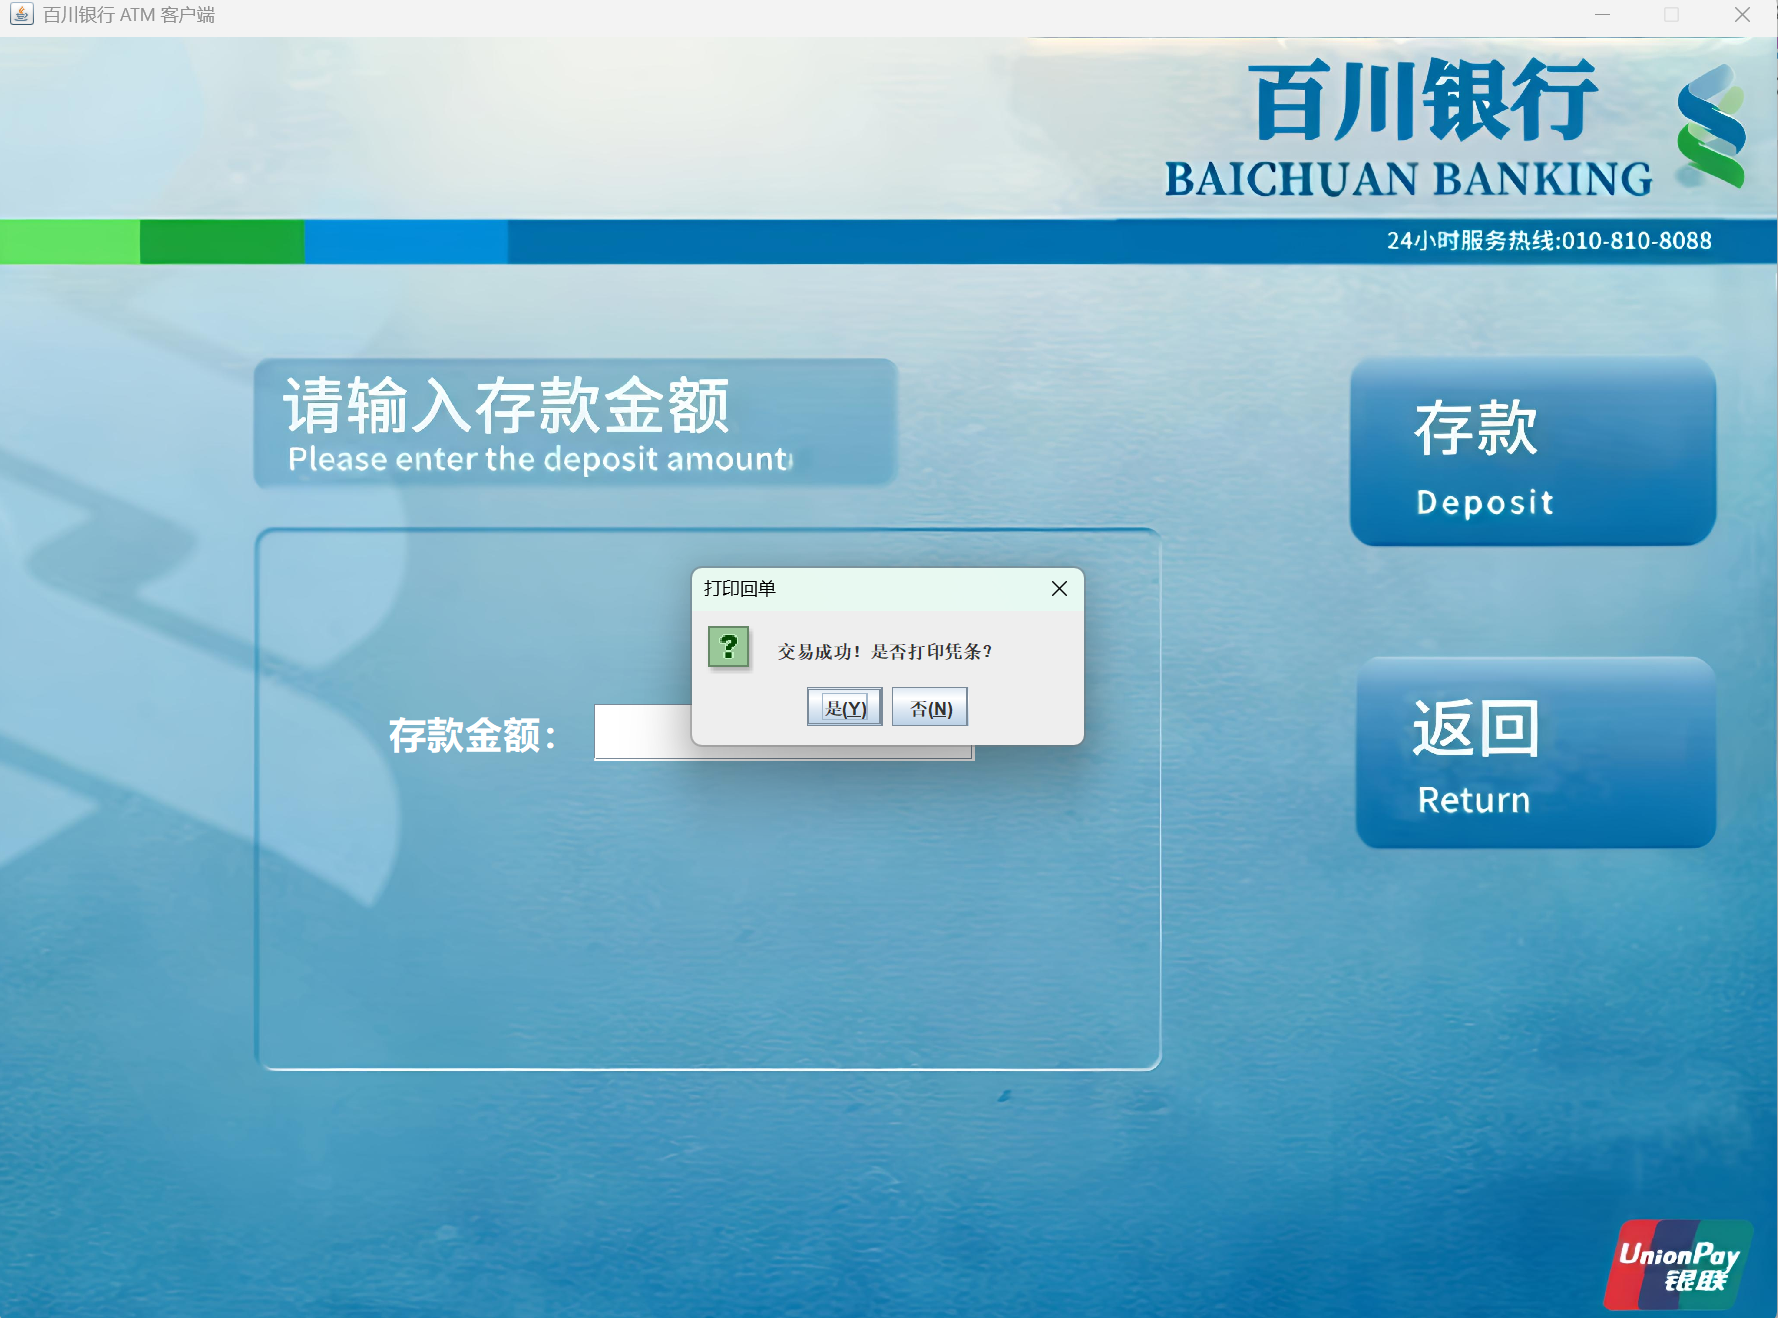 百川银行 ATM 客户端
百川银行
BAICHUAN BANKING
24小时服务热线:010-810-8088
请输入存款金额
Please enter the deposit amount
存款
Deposit
打印回单
?
交易成功！是否打印凭条？
是(Y) 否(N)
存款金额：
返回
Return
UnionPay
银联